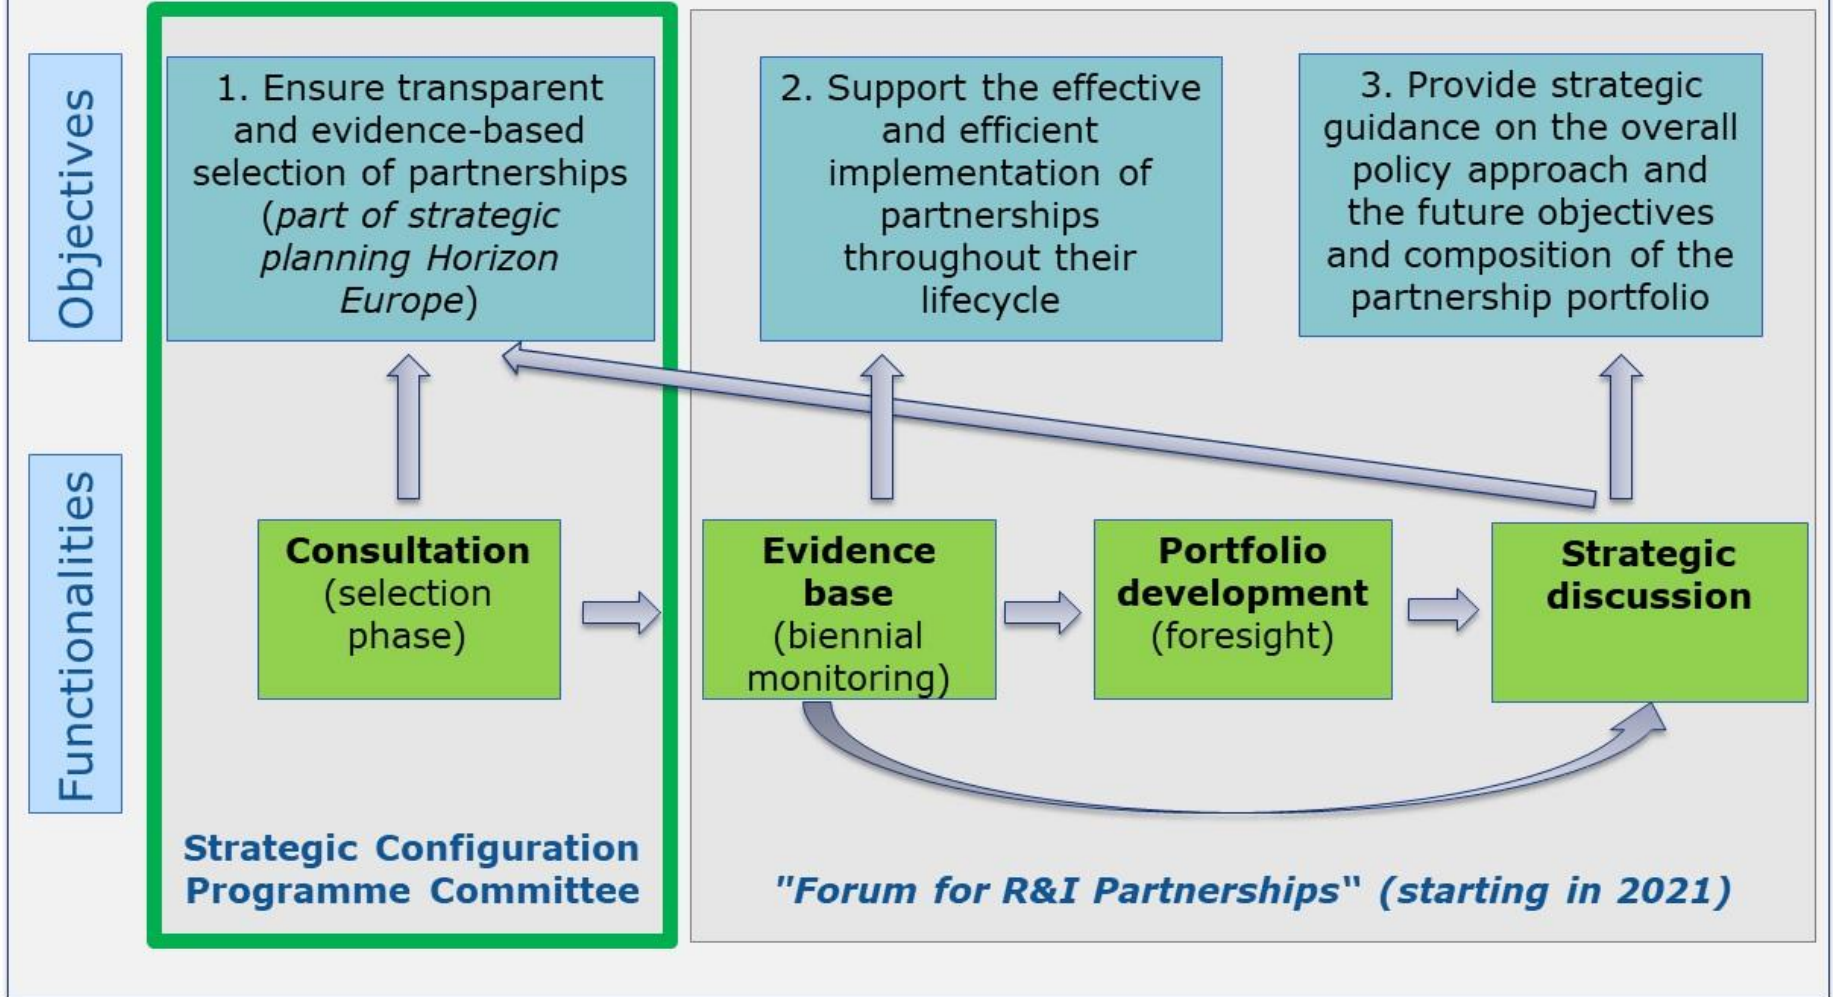 Objectives
1. Ensure transparent
and evidence-based
selection of partnerships
(part of strategic
planning Horizon
Europe)
2. Support the effective
and efficient
implementation of
partnerships
throughout their
lifecycle
3. Provide strategic
guidance on the overall
policy approach and
the future objectives
and composition of the
partnership portfolio
Functionalities
Consultation
(selection
phase)
Evidence
base
(biennial
monitoring)
Portfolio
development
(foresight)
Strategic
discussion
Strategic Configuration
Programme Committee
"Forum for R&I Partnerships“ (starting in 2021)